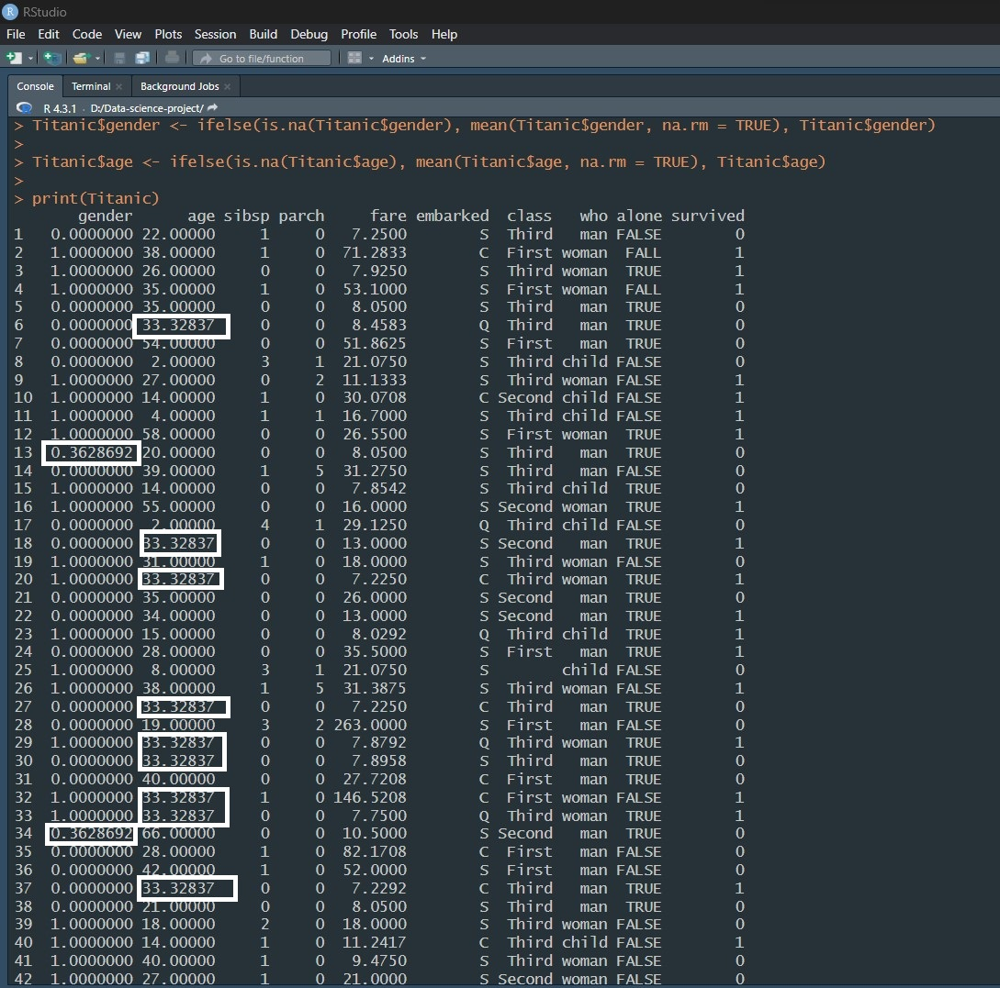 RStudio
File Edit Code View Plots Session Build Debug Profile Tools Help
Go to file/function Addins
Console Terminal Background Jobs
R 4.3.1 · D:/Data-science-project/
> Titanic$gender <- ifelse(is.na(Titanic$gender), mean(Titanic$gender, na.rm = TRUE), Titanic$gender)
>
> Titanic$age <- ifelse(is.na(Titanic$age), mean(Titanic$age, na.rm = TRUE), Titanic$age)
>
> print(Titanic)
gender age sibsp parch fare embarked class who alone survived
1 0.0000000 22.00000 1 0 7.2500 S Third man FALSE 0
2 1.0000000 38.00000 1 0 71.2833 C First woman FALL 1
3 1.0000000 26.00000 0 0 7.9250 S Third woman TRUE 1
4 1.0000000 35.00000 1 0 53.1000 S First woman FALL 1
5 0.0000000 35.00000 0 0 8.0500 S Third man TRUE 0
6 0.0000000 33.32837 0 0 8.4583 Q Third man TRUE 0
7 0.0000000 54.00000 0 0 51.8625 S First man TRUE 0
8 0.0000000 2.00000 3 1 21.0750 S Third child FALSE 0
9 1.0000000 27.00000 0 2 11.1333 S Third woman FALSE 1
10 1.0000000 14.00000 1 0 30.0708 C Second child FALSE 1
11 1.0000000 4.00000 1 1 16.7000 S Third child FALSE 1
12 1.0000000 58.00000 0 0 26.5500 S First woman TRUE 1
13 0.3628692 20.00000 0 0 8.0500 S Third man TRUE 0
14 0.0000000 39.00000 1 5 31.2750 S Third man FALSE 0
15 1.0000000 14.00000 0 0 7.8542 S Third child TRUE 0
16 1.0000000 55.00000 0 0 16.0000 S Second woman TRUE 1
17 0.0000000 2.00000 4 1 29.1250 Q Third child FALSE 0
18 0.0000000 33.32837 0 0 13.0000 S Second man TRUE 1
19 1.0000000 31.00000 1 0 18.0000 S Third woman FALSE 0
20 1.0000000 33.32837 0 0 7.2250 C Third woman TRUE 1
21 0.0000000 35.00000 0 0 26.0000 S Second man TRUE 0
22 0.0000000 34.00000 0 0 13.0000 S Second man TRUE 1
23 1.0000000 15.00000 0 0 8.0292 Q Third child TRUE 1
24 0.0000000 28.00000 0 0 35.5000 S First man TRUE 1
25 1.0000000 8.00000 3 1 21.0750 S child FALSE 0
26 1.0000000 38.00000 1 5 31.3875 S Third woman FALSE 1
27 0.0000000 33.32837 0 0 7.2250 C Third man TRUE 0
28 0.0000000 19.00000 3 2 263.0000 S First man FALSE 0
29 1.0000000 33.32837 0 0 7.8792 Q Third woman TRUE 1
30 0.0000000 33.32837 0 0 7.8958 S Third man TRUE 0
31 0.0000000 40.00000 0 0 27.7208 C First man TRUE 0
32 1.0000000 33.32837 1 0 146.5208 C First woman FALSE 1
33 1.0000000 33.32837 0 0 7.7500 Q Third woman TRUE 1
34 0.3628692 66.00000 0 0 10.5000 S Second man TRUE 0
35 0.0000000 28.00000 1 0 82.1708 C First man FALSE 0
36 0.0000000 42.00000 1 0 52.0000 S First man FALSE 0
37 0.0000000 33.32837 0 0 7.2292 C Third man TRUE 1
38 0.0000000 21.00000 0 0 8.0500 S Third man TRUE 0
39 1.0000000 18.00000 2 0 18.0000 S Third woman FALSE 0
40 1.0000000 14.00000 1 0 11.2417 C Third child FALSE 1
41 1.0000000 40.00000 1 0 9.4750 S Third woman FALSE 0
42 1.0000000 27.00000 1 0 21.0000 S Second woman FALSE 0